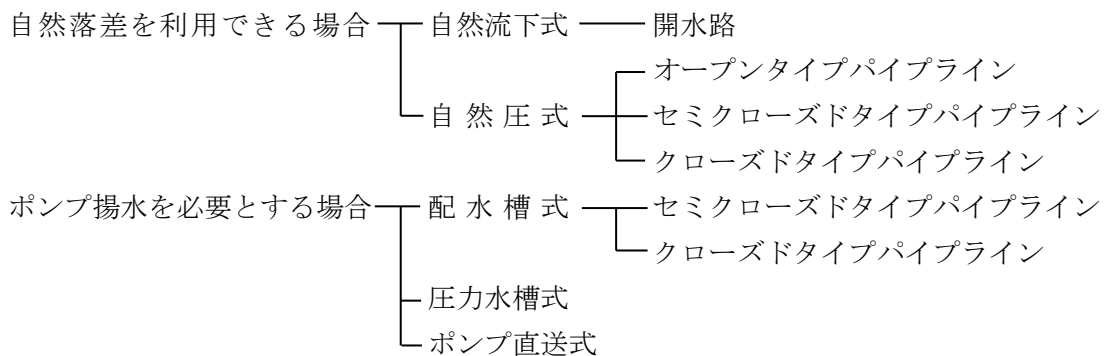 自然落差を利用できる場合 自然流下式 開水路
オープンタイプパイプライン
自然圧式 セミクローズドタイプパイプライン
クローズドタイプパイプライン
ポンプ揚水を必要とする場合 配水槽式 セミクローズドタイプパイプライン
クローズドタイプパイプライン
圧力水槽式
ポンプ直送式